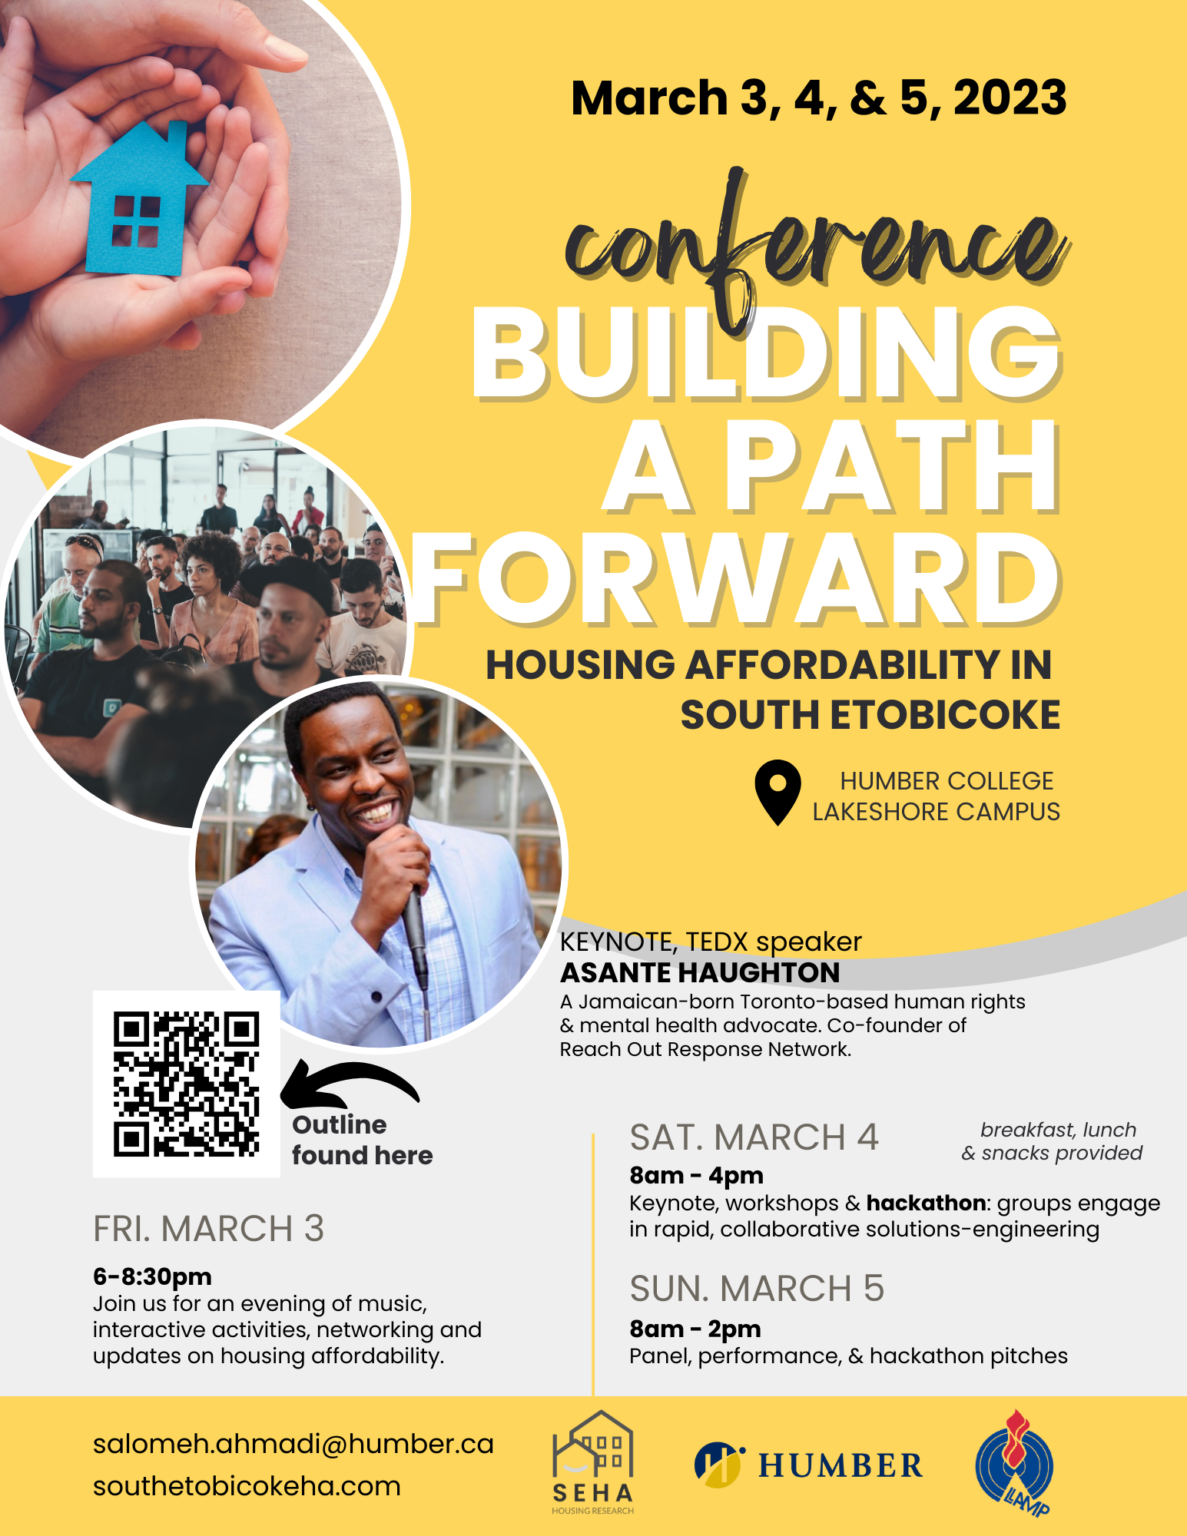 March 3, 4, & 5, 2023
conference
BUILDING
A PATH
FORWARD
HOUSING AFFORDABILITY IN
SOUTH ETOBICOKE
HUMBER COLLEGE
LAKESHORE CAMPUS
KEYNOTE, TEDX speaker
ASANTE HAUGHTON
A Jamaican-born Toronto-based human rights
& mental health advocate. Co-founder of
Reach Out Response Network.
Outline
found here
FRI. MARCH 3
6-8:30pm
Join us for an evening of music,
interactive activities, networking and
updates on housing affordability.
SAT. MARCH 4
breakfast, lunch
& snacks provided
8am - 4pm
Keynote, workshops & hackathon: groups engage
in rapid, collaborative solutions-engineering
SUN. MARCH 5
8am - 2pm
Panel, performance, & hackathon pitches
salomeh.ahmadi@humber.ca
southetobicokeha.com
SEHA
HOUSING RESEARCH
HUMBER
LLAMP